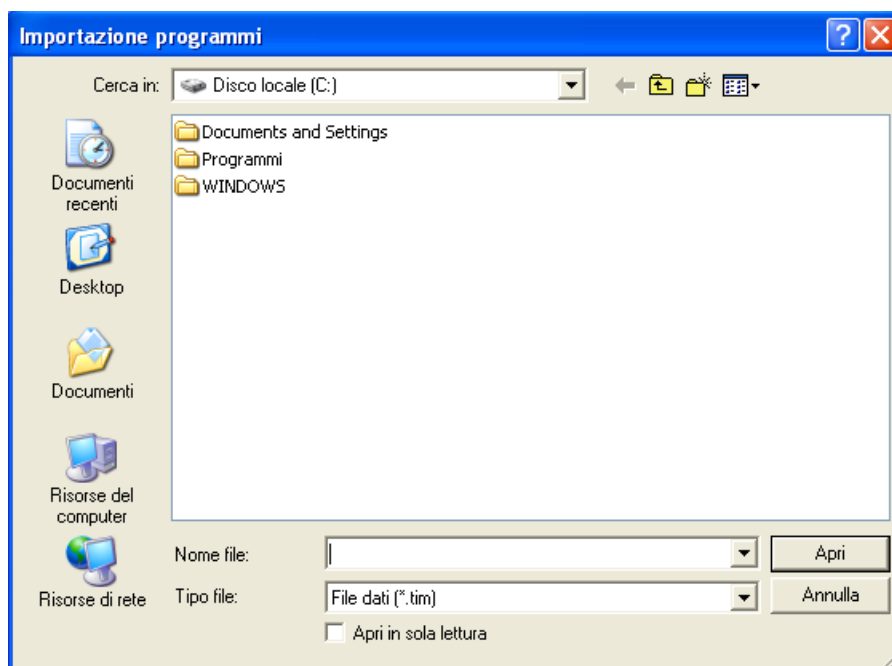 Importazione programmi
Cerca in:
Disco locale (C:)
Documents and Settings
Programmi
WINDOWS
Documenti
recenti
Desktop
Documenti
Risorse del
computer
Risorse di rete
Nome file:
Apri
Tipo file:
File dati (*.tim)
Annulla
Apri in sola lettura